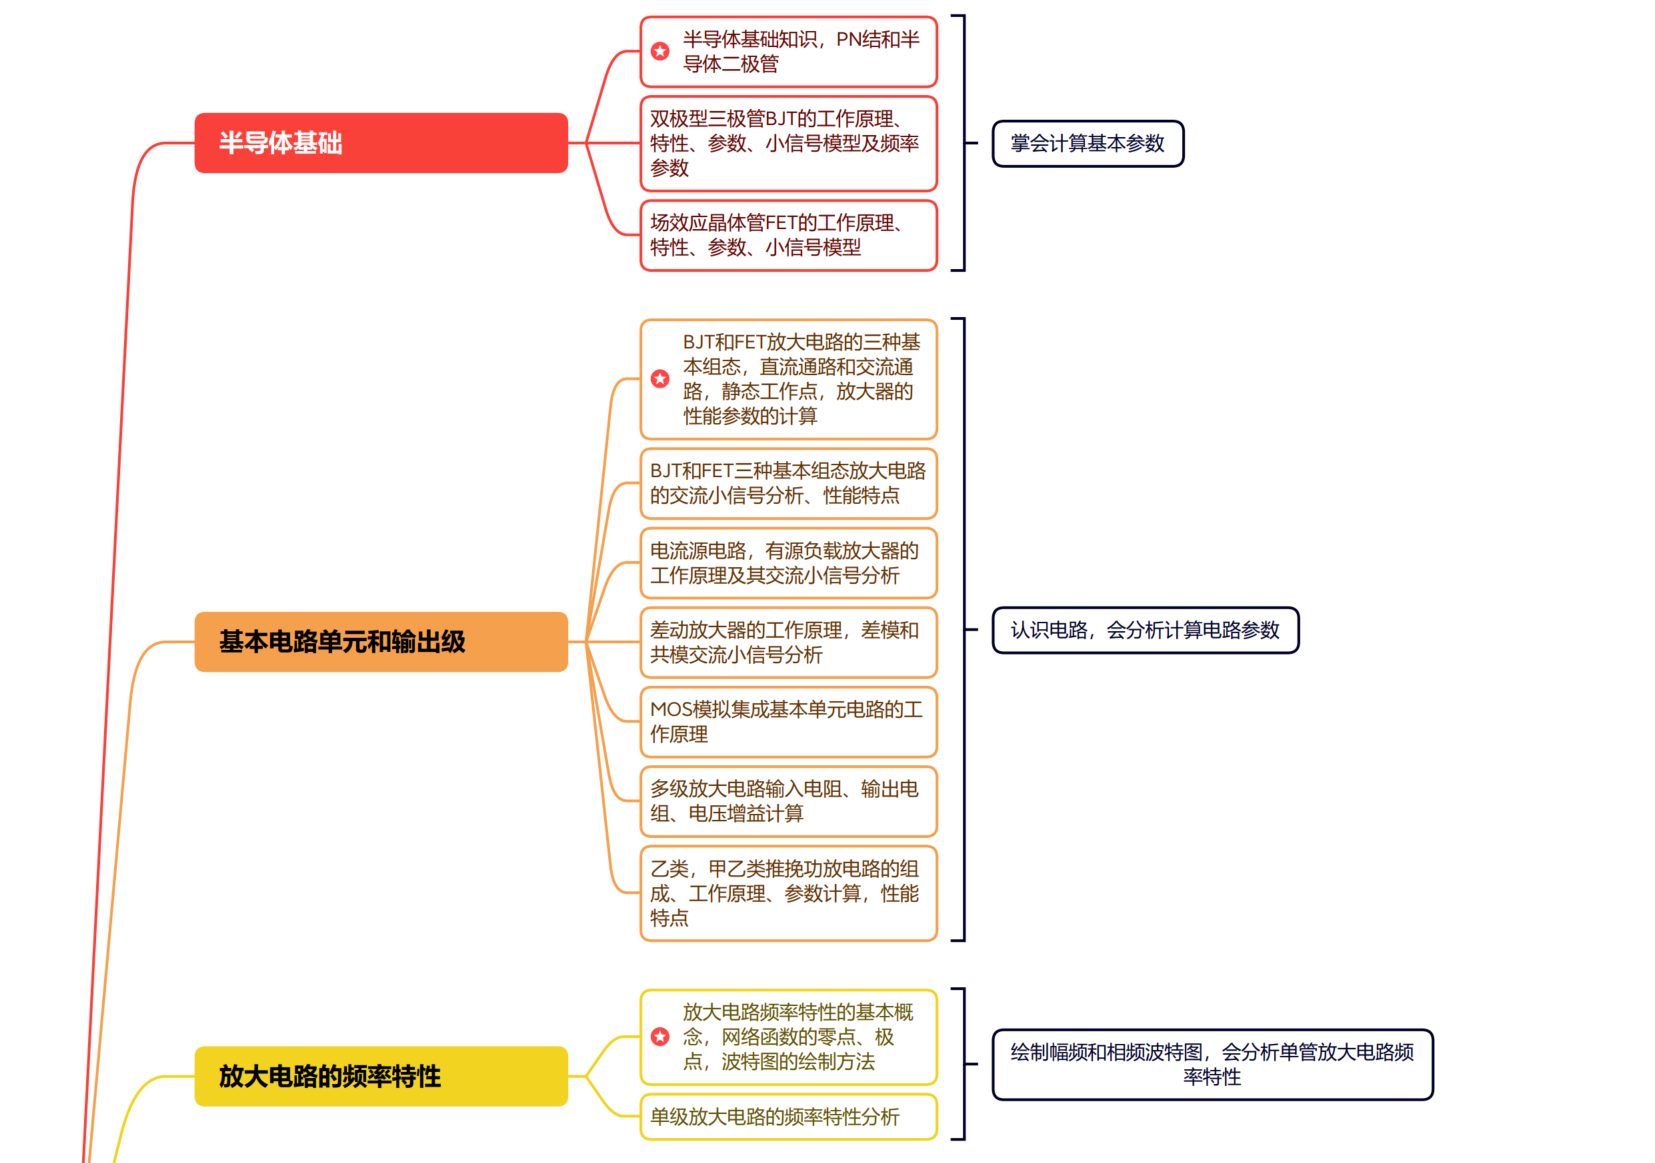 半导体基础
半导体基础知识，PN结和半
导体二极管
双极型三极管BJT的工作原理、
特性、参数、小信号模型及频率
参数
场效应晶体管FET的工作原理、
特性、参数、小信号模型
掌会计算基本参数
基本电路单元和输出级
BJT和FET放大电路的三种基
本组态，直流通路和交流通
路，静态工作点，放大器的
性能参数的计算
BJT和FET三种基本组态放大电路
的交流小信号分析、性能特点
电流源电路，有源负载放大器的
工作原理及其交流小信号分析
差动放大器的工作原理，差模和
共模交流小信号分析
MOS模拟集成基本单元电路的工
作原理
多级放大电路输入电阻、输出电
组、电压增益计算
乙类，甲乙类推挽功放电路的组
成、工作原理、参数计算，性能
特点
认识电路，会分析计算电路参数
放大电路的频率特性
放大电路频率特性的基本概
念，网络函数的零点、极
点，波特图的绘制方法
单级放大电路的频率特性分析
绘制幅频和相频波特图，会分析单管放大电路频
率特性